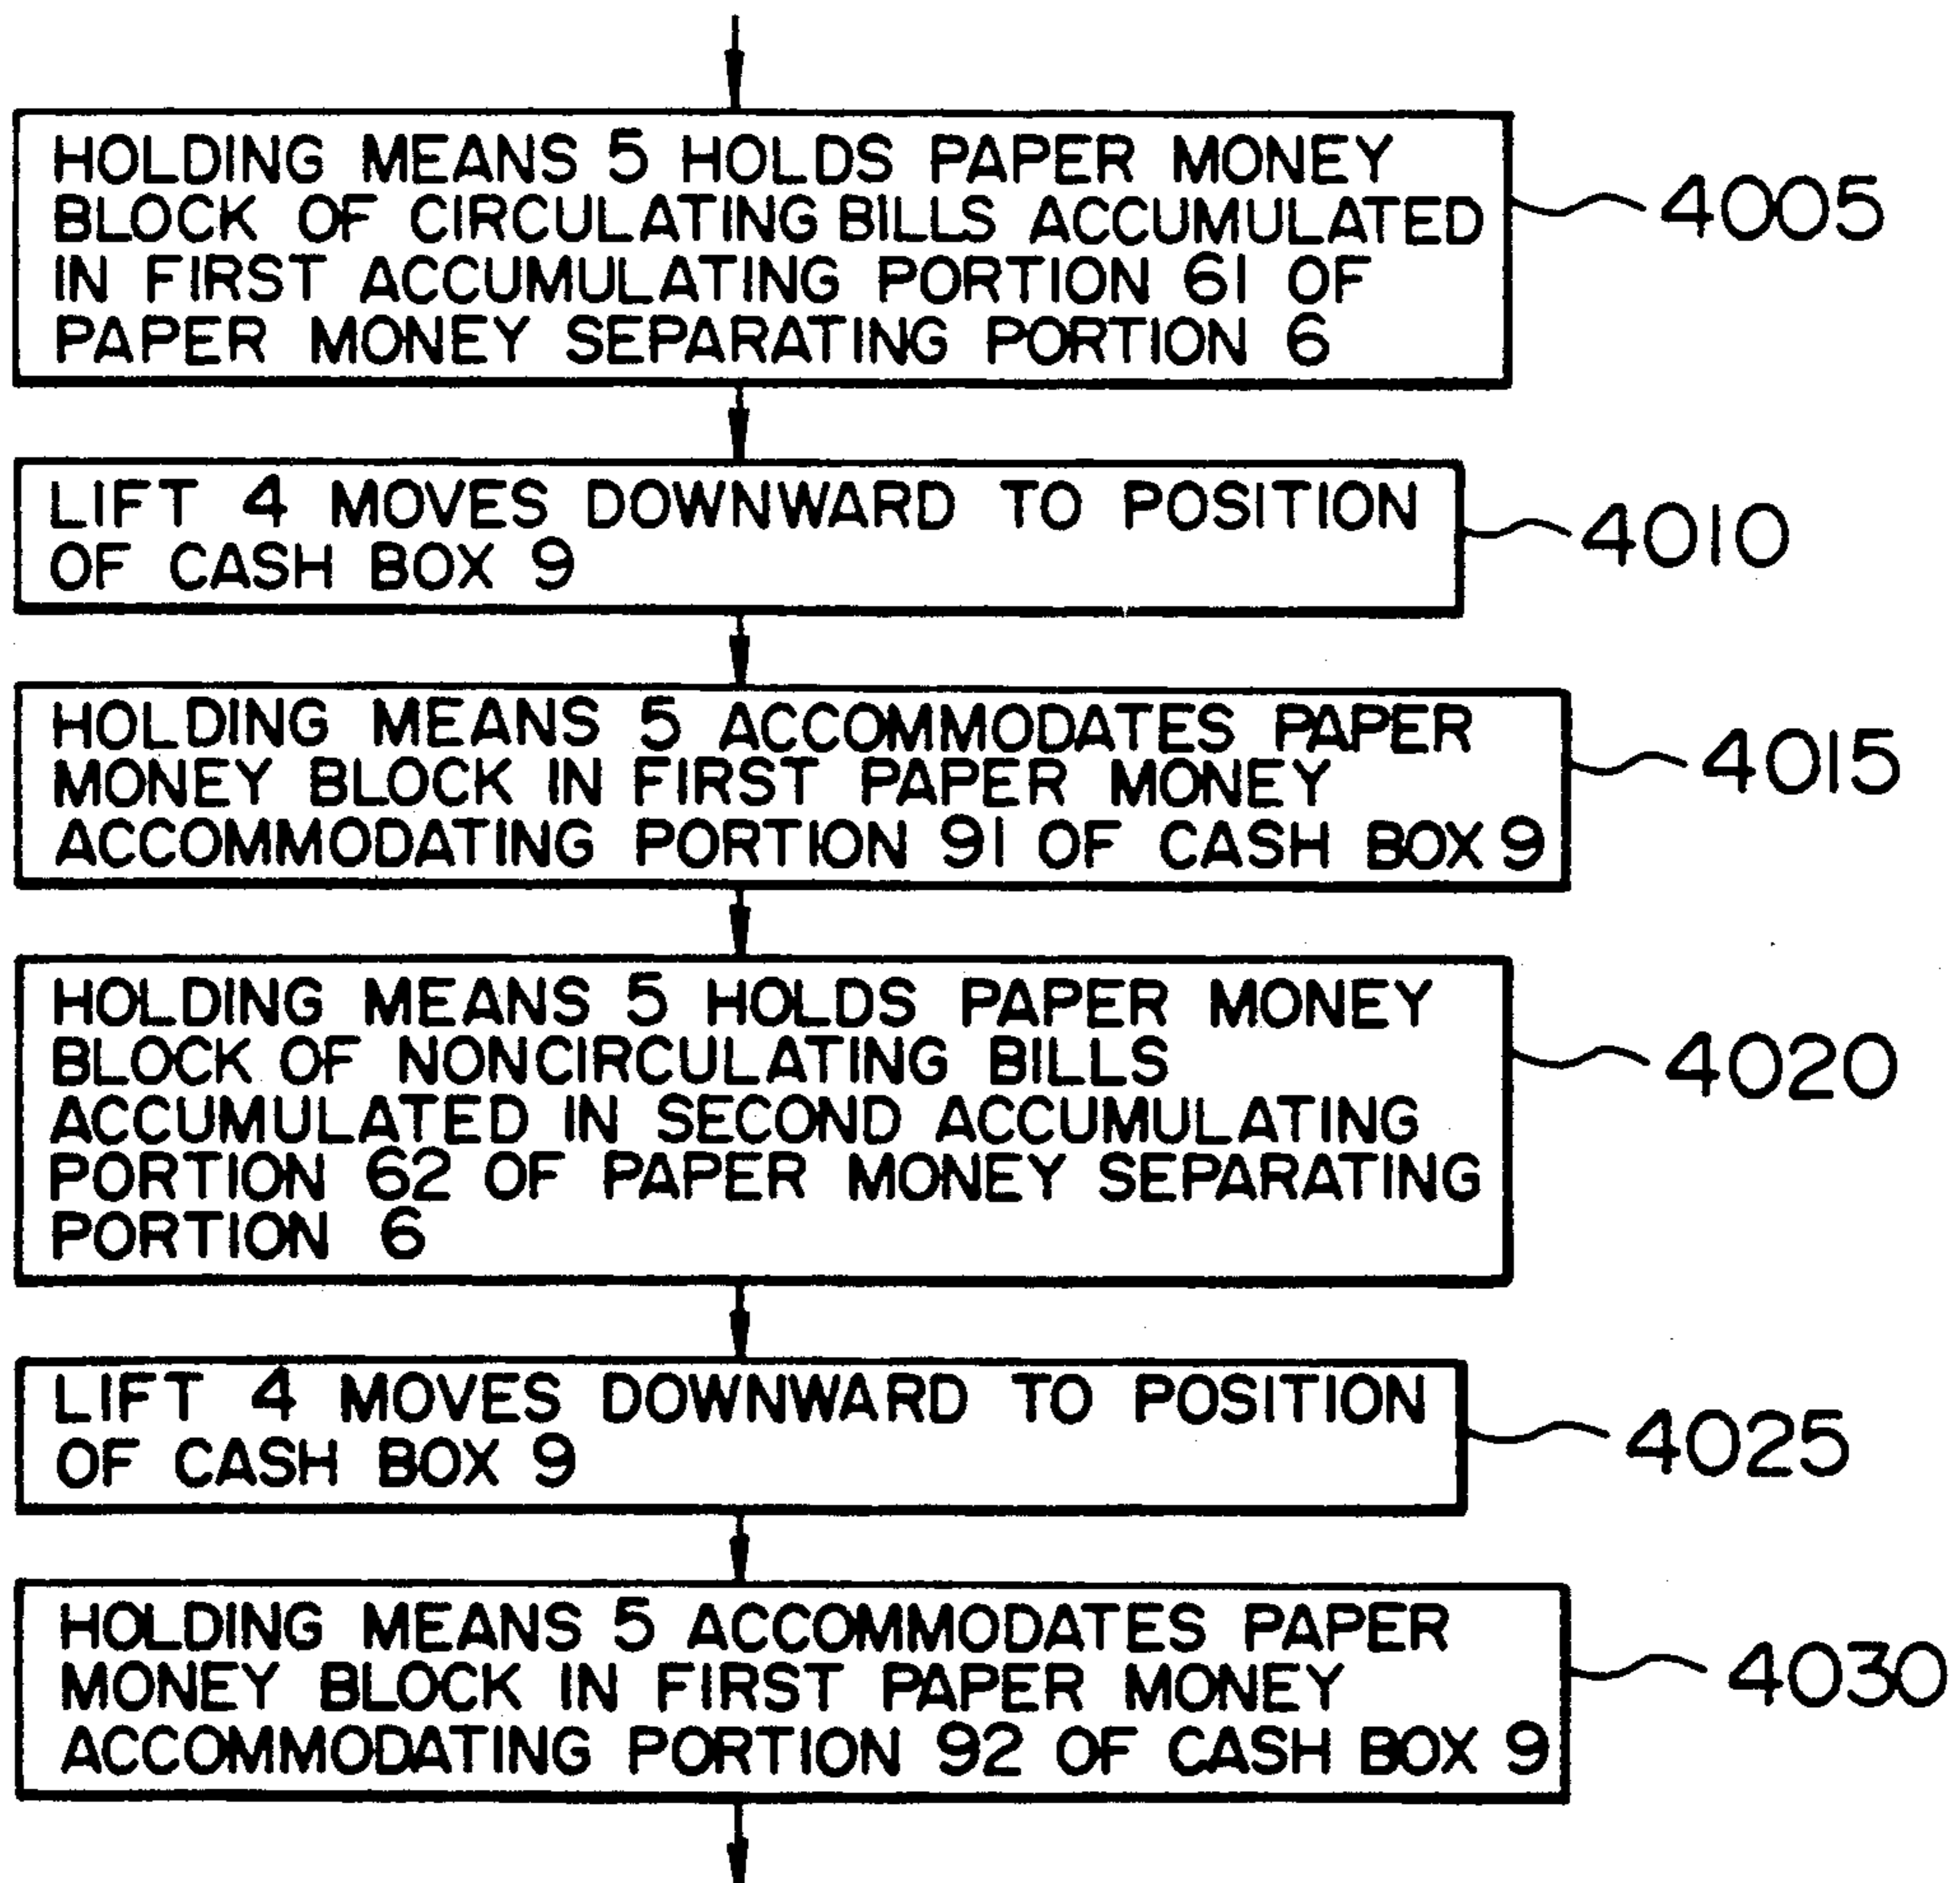 HOLDING MEANS 5 HOLDS PAPER MONEY
BLOCK OF CIRCULATING BILLS ACCUMULATED
IN FIRST ACCUMULATING PORTION 61 OF
PAPER MONEY SEPARATING PORTION 6
4005
LIFT 4 MOVES DOWNWARD TO POSITION
OF CASH BOX 9
4010
HOLDING MEANS 5 ACCOMMODATES PAPER
MONEY BLOCK IN FIRST PAPER MONEY
ACCOMMODATING PORTION 91 OF CASH BOX 9
4015
HOLDING MEANS 5 HOLDS PAPER MONEY
BLOCK OF NONCIRCULATING BILLS
ACCUMULATED IN SECOND ACCUMULATING
PORTION 62 OF PAPER MONEY SEPARATING
PORTION 6
4020
LIFT 4 MOVES DOWNWARD TO POSITION
OF CASH BOX 9
4025
HOLDING MEANS 5 ACCOMMODATES PAPER
MONEY BLOCK IN FIRST PAPER MONEY
ACCOMMODATING PORTION 92 OF CASH BOX 9
4030